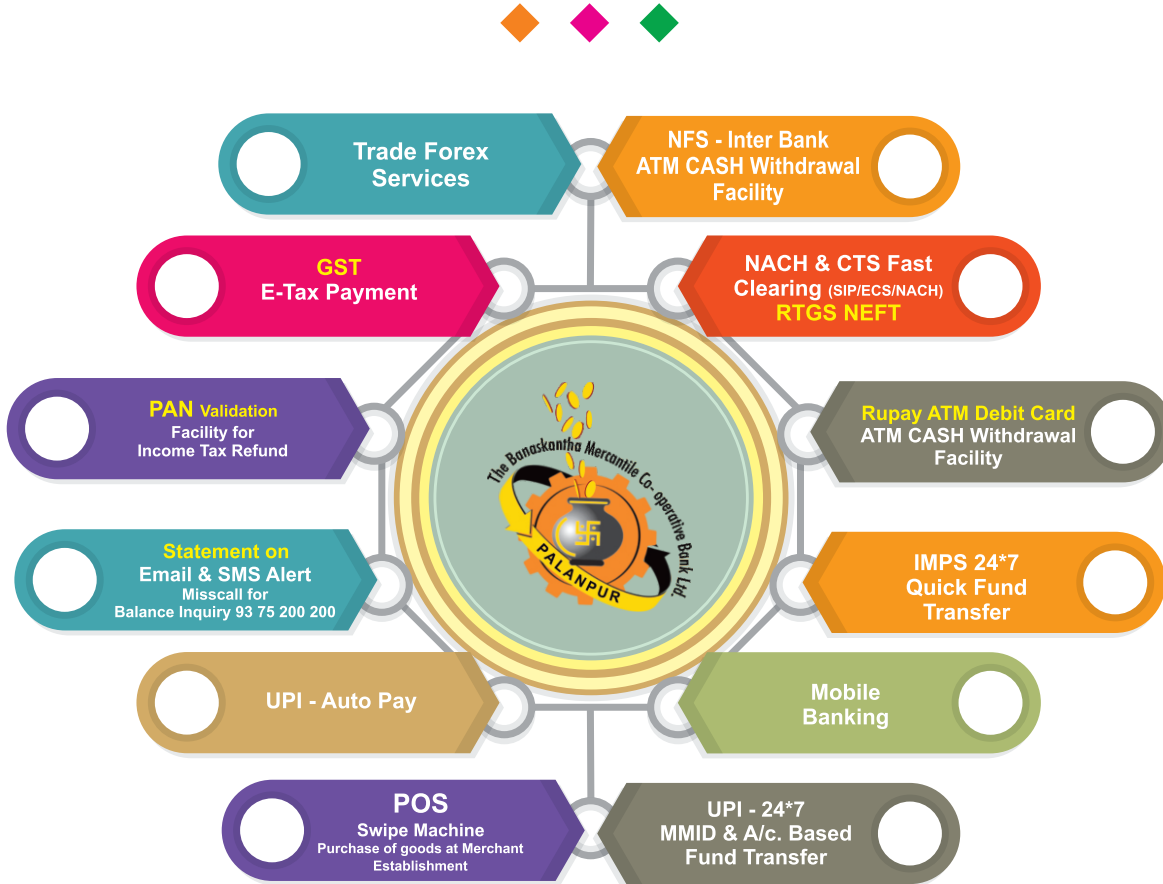 Trade Forex
Services
NFS - Inter Bank
ATM CASH Withdrawal
Facility
GST
E-Tax Payment
NACH & CTS Fast
Clearing (SIP/ECS/NACH)
RTGS NEFT
PAN Validation
Facility for
Income Tax Refund
Rupay ATM Debit Card
ATM CASH Withdrawal
Facility
The Banaskantha Mercantile Co- operative Bank Ltd.
PALANPUR
Statement on
Email & SMS Alert
Misscall for
Balance Inquiry 93 75 200 200
IMPS 24*7
Quick Fund
Transfer
UPI - Auto Pay
Mobile
Banking
POS
Swipe Machine
Purchase of goods at Merchant
Establishment
UPI - 24*7
MMID & A/c. Based
Fund Transfer